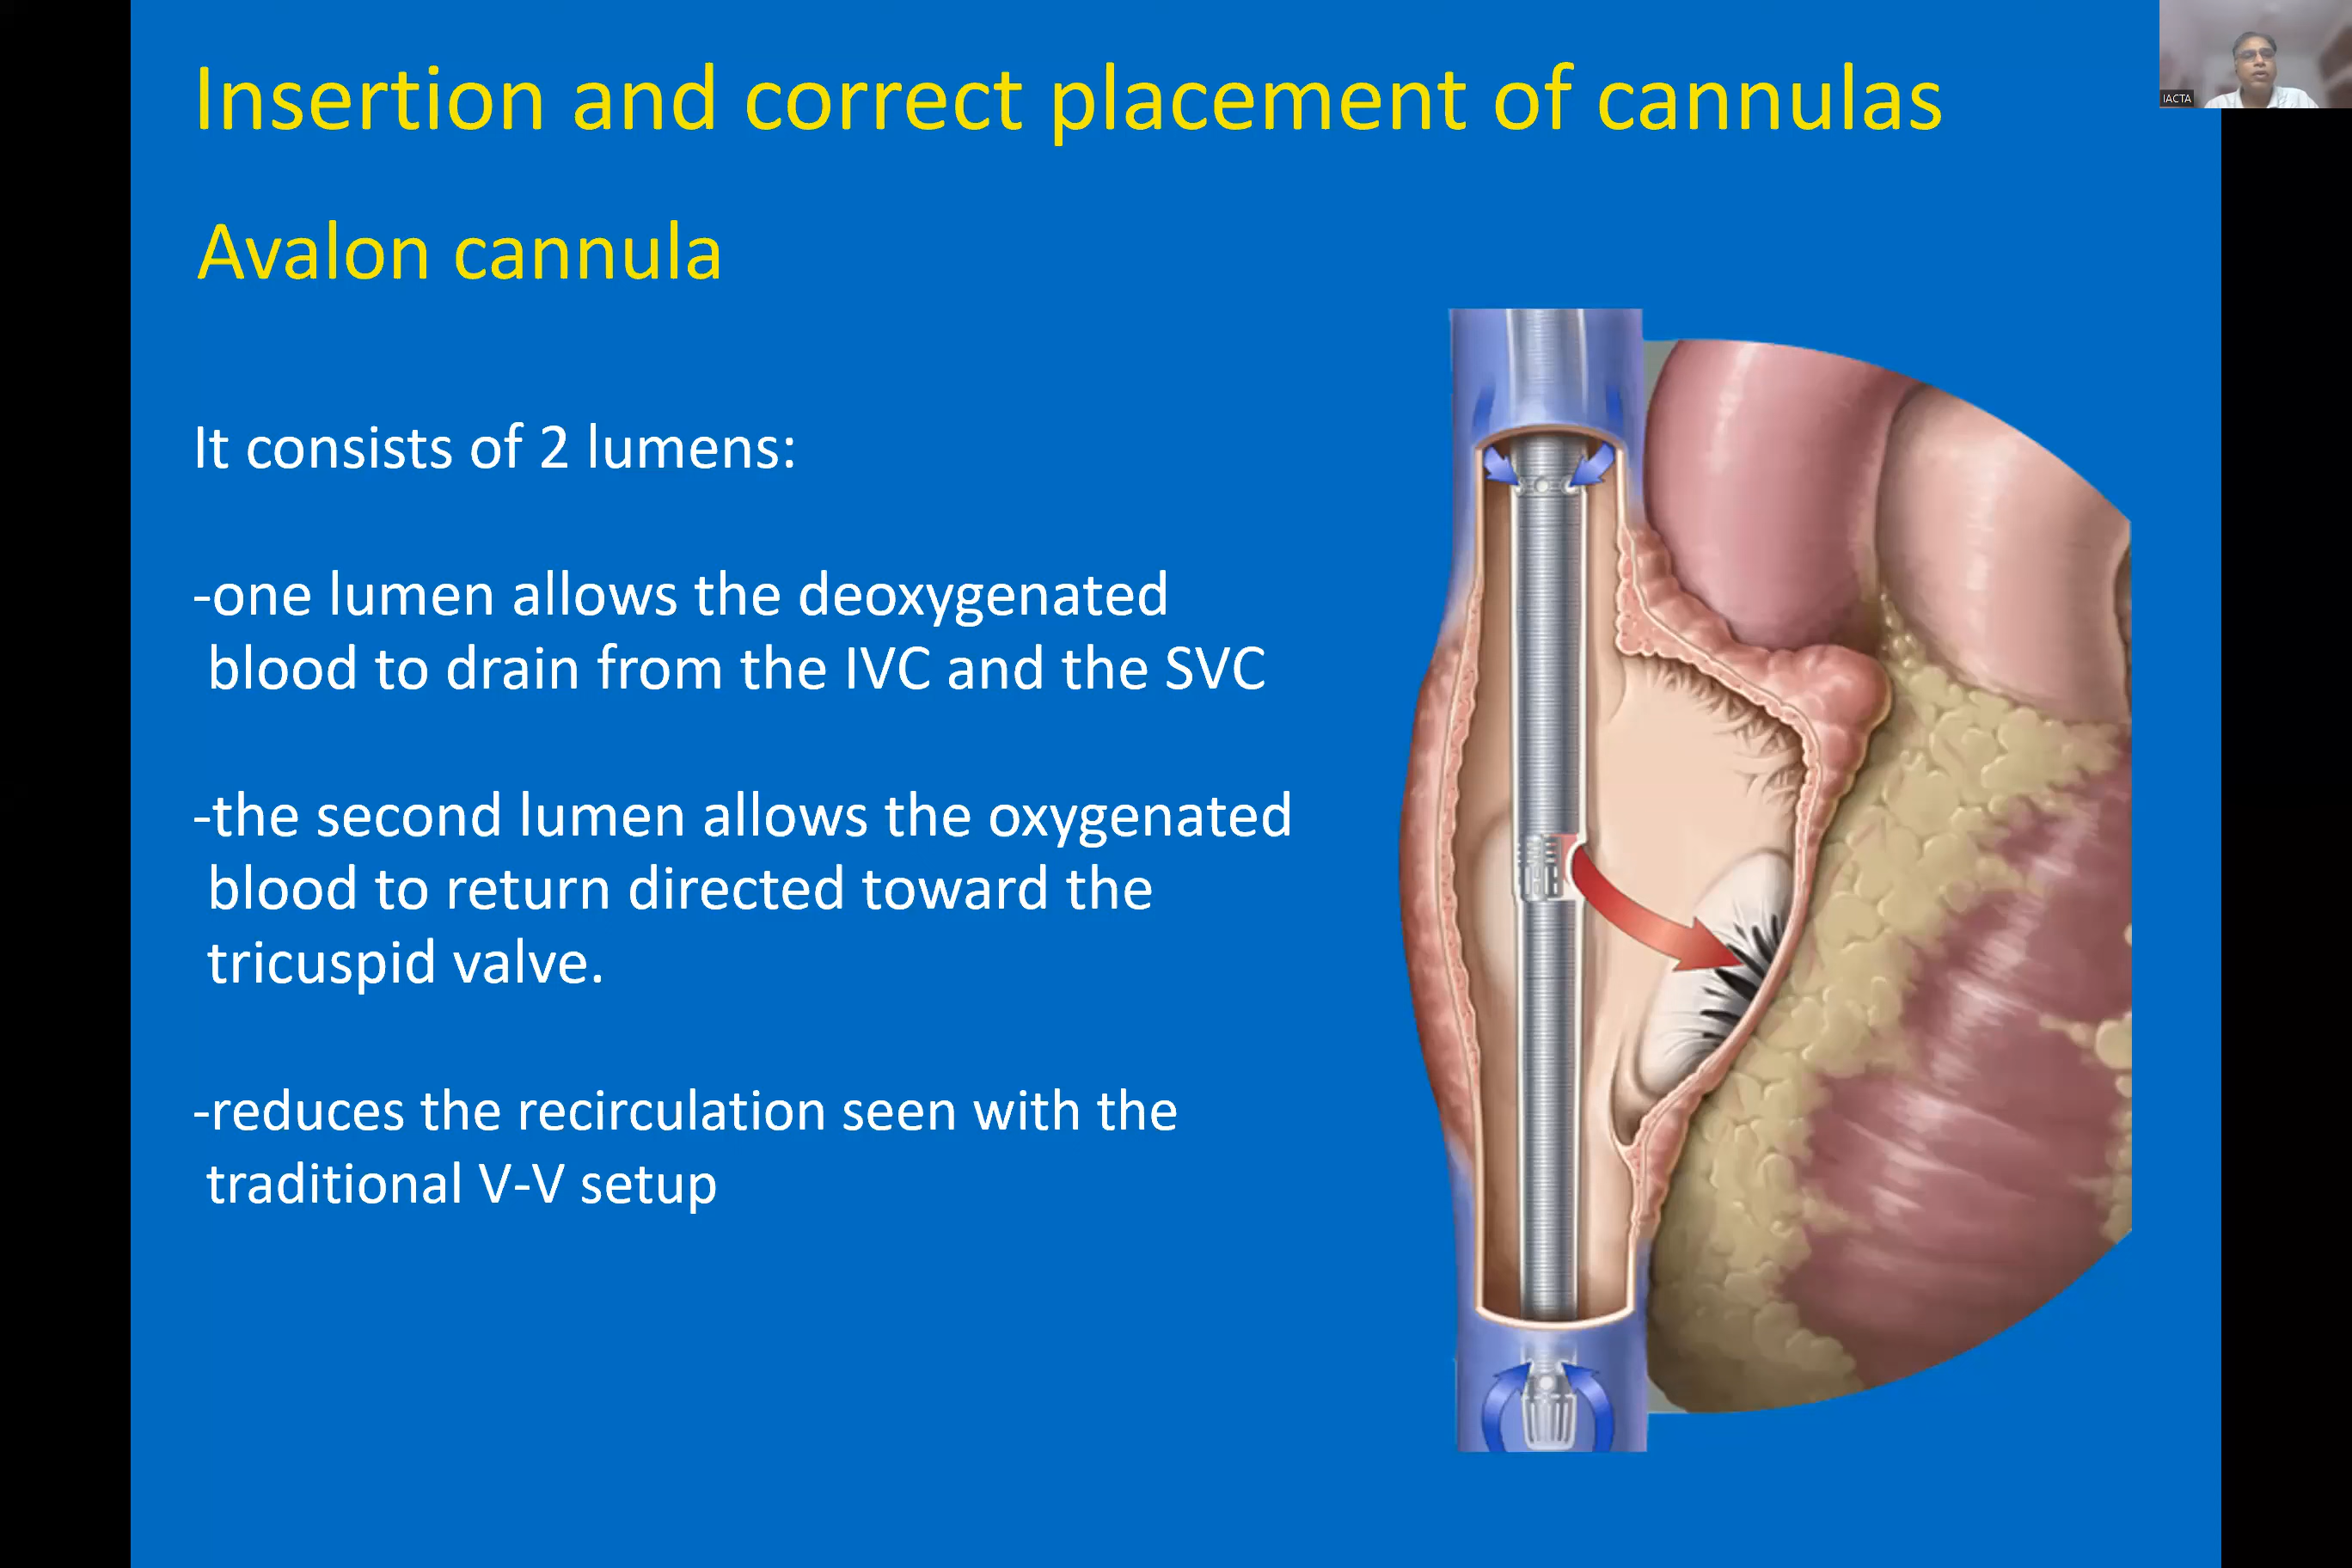 Insertion and correct placement of cannulas
IACTA
Avalon cannula
It consists of 2 lumens:
-one lumen allows the deoxygenated
blood to drain from the IVC and the SVC
-the second lumen allows the oxygenated
blood to return directed toward the
tricuspid valve.
-reduces the recirculation seen with the
traditional V-V setup